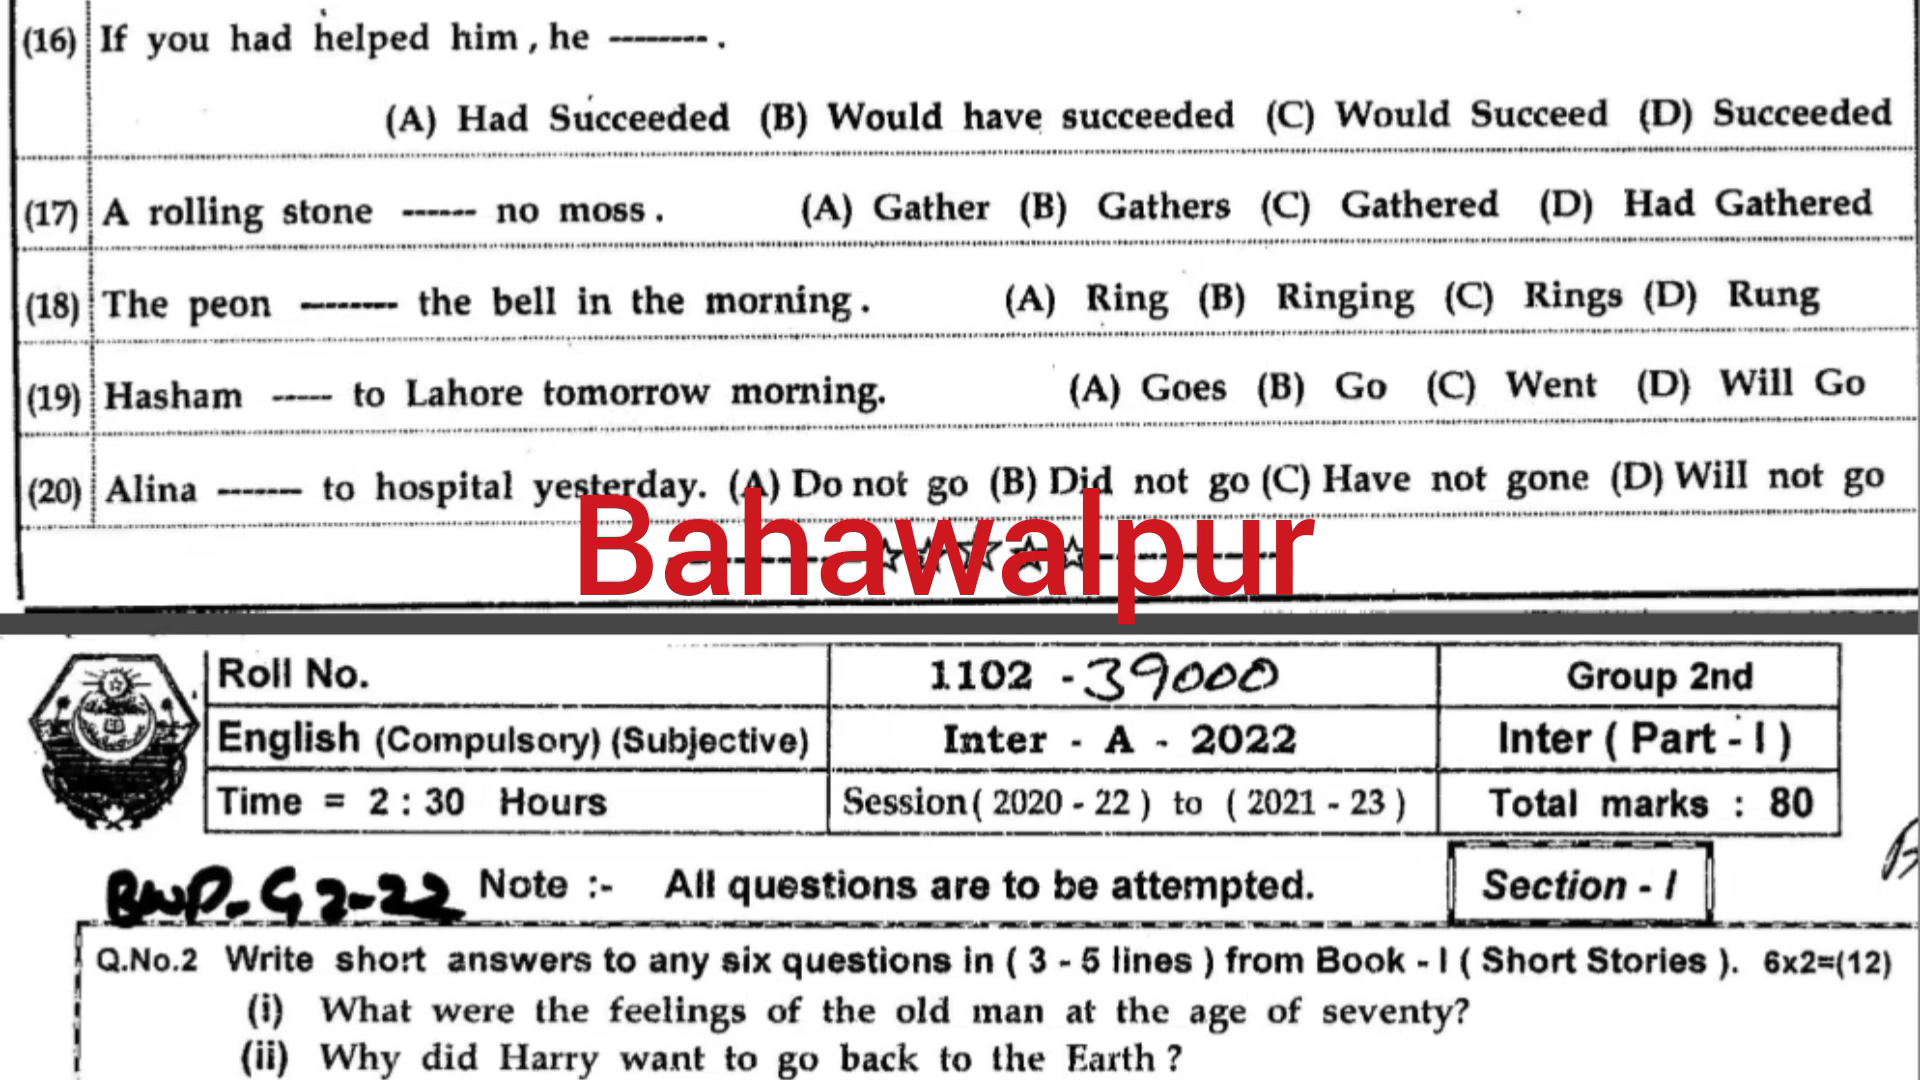 (16) If you had helped him, he -------- .
(A) Had Succeeded (B) Would have succeeded (C) Would Succeed (D) Succeeded
(17) A rolling stone ------ no moss. (A) Gather (B) Gathers (C) Gathered (D) Had Gathered
(18) The peon -------- the bell in the morning. (A) Ring (B) Ringing (C) Rings (D) Rung
(19) Hasham ----- to Lahore tomorrow morning. (A) Goes (B) Go (C) Went (D) Will Go
(20) Alina ------- to hospital yesterday. (A) Do not go (B) Did not go (C) Have not gone (D) Will not go
Bahawalpur
Roll No. 1102 - 39000 Group 2nd
English (Compulsory) (Subjective) Inter - A - 2022 Inter ( Part - I )
Time = 2 : 30 Hours Session ( 2020 - 22 ) to ( 2021 - 23 ) Total marks : 80
BWP-G2-22 Note :- All questions are to be attempted. Section - I
Q.No.2 Write short answers to any six questions in ( 3 - 5 lines ) from Book - I ( Short Stories ). 6x2=(12)
(i) What were the feelings of the old man at the age of seventy?
(ii) Why did Harry want to go back to the Earth ?